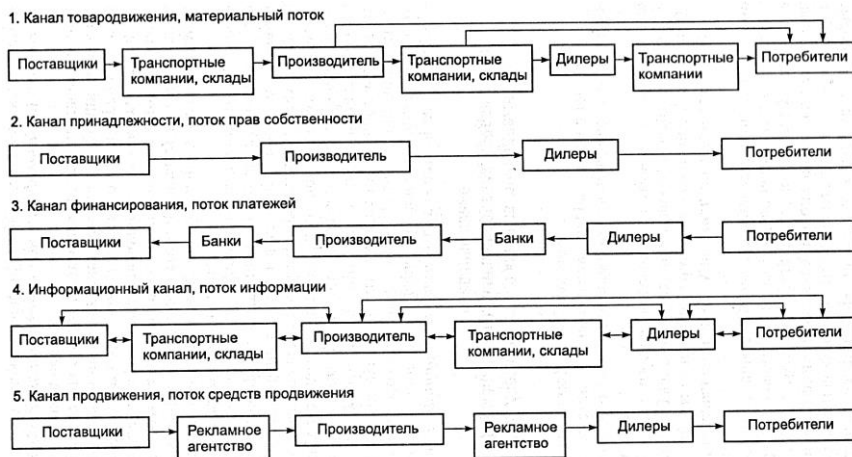 1. Канал товародвижения, материальный поток
Поставщики
Транспортные
компании, склады
Производитель
Транспортные
компании, склады
Дилеры
Транспортные
компании
Потребители
2. Канал принадлежности, поток прав собственности
Поставщики
Производитель
Дилеры
Потребители
3. Канал финансирования, поток платежей
Поставщики
Банки
Производитель
Банки
Дилеры
Потребители
4. Информационный канал, поток информации
Поставщики
Транспортные
компании, склады
Производитель
Транспортные
компании, склады
Дилеры
Потребители
5. Канал продвижения, поток средств продвижения
Поставщики
Рекламное
агентство
Производитель
Рекламное
агентство
Дилеры
Потребители